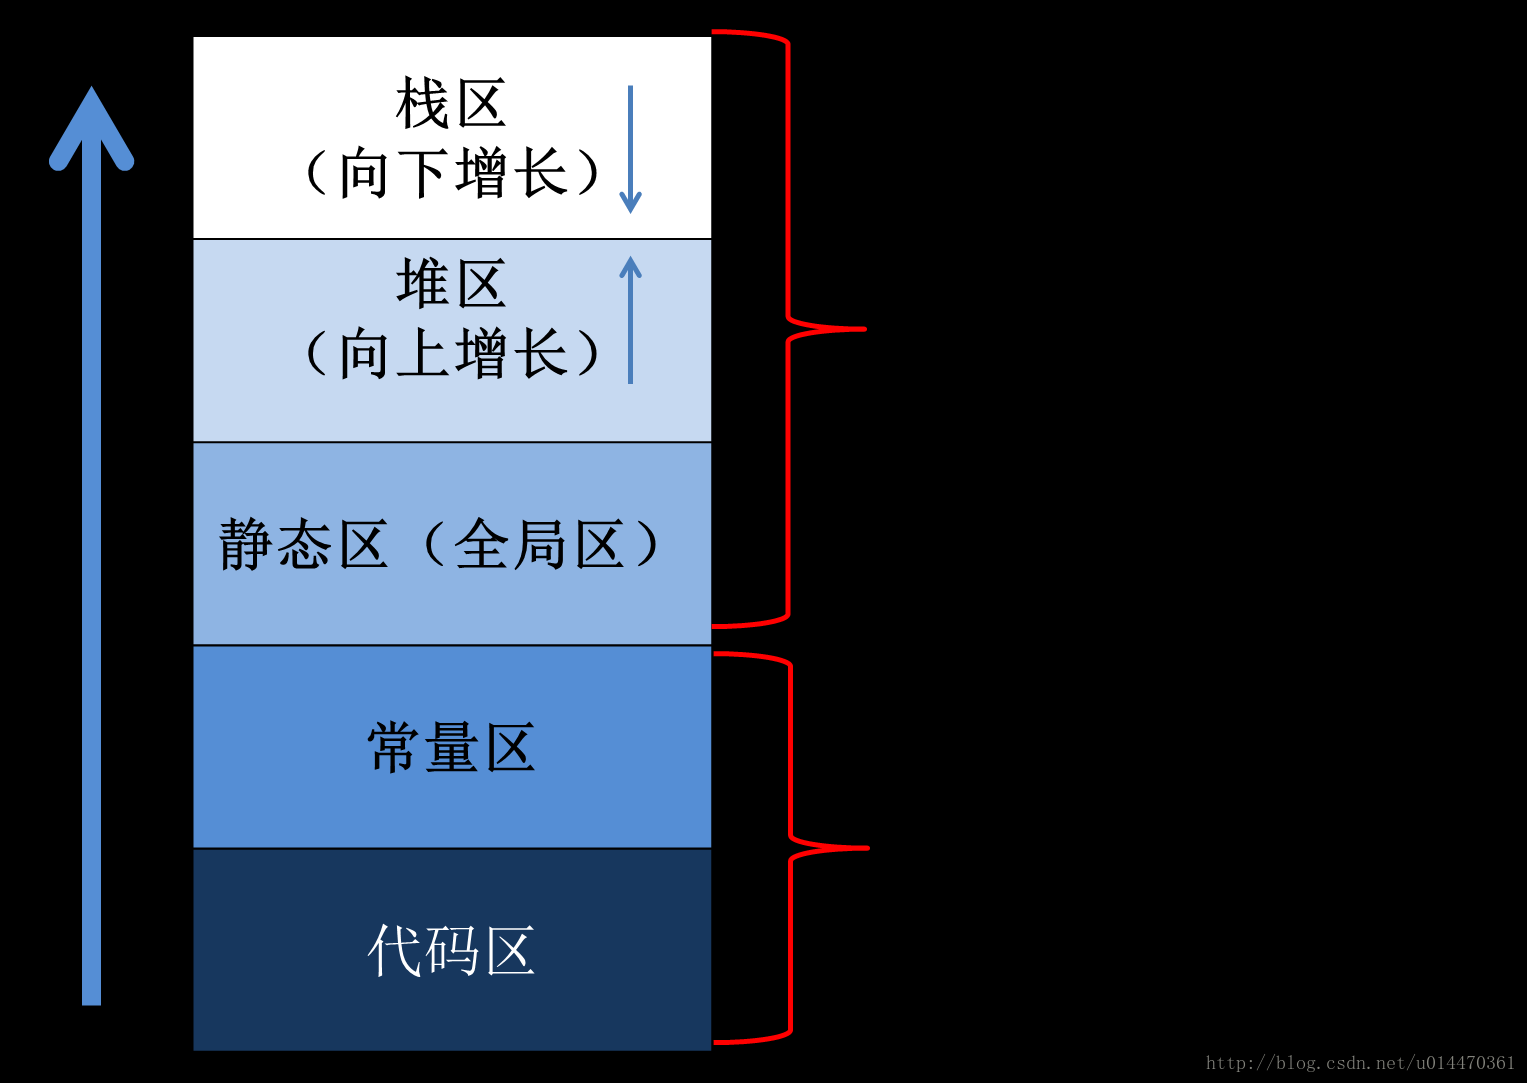 栈区
（向下增长）
堆区
（向上增长）
静态区（全局区）
常量区
代码区
http://blog.csdn.net/u014470361